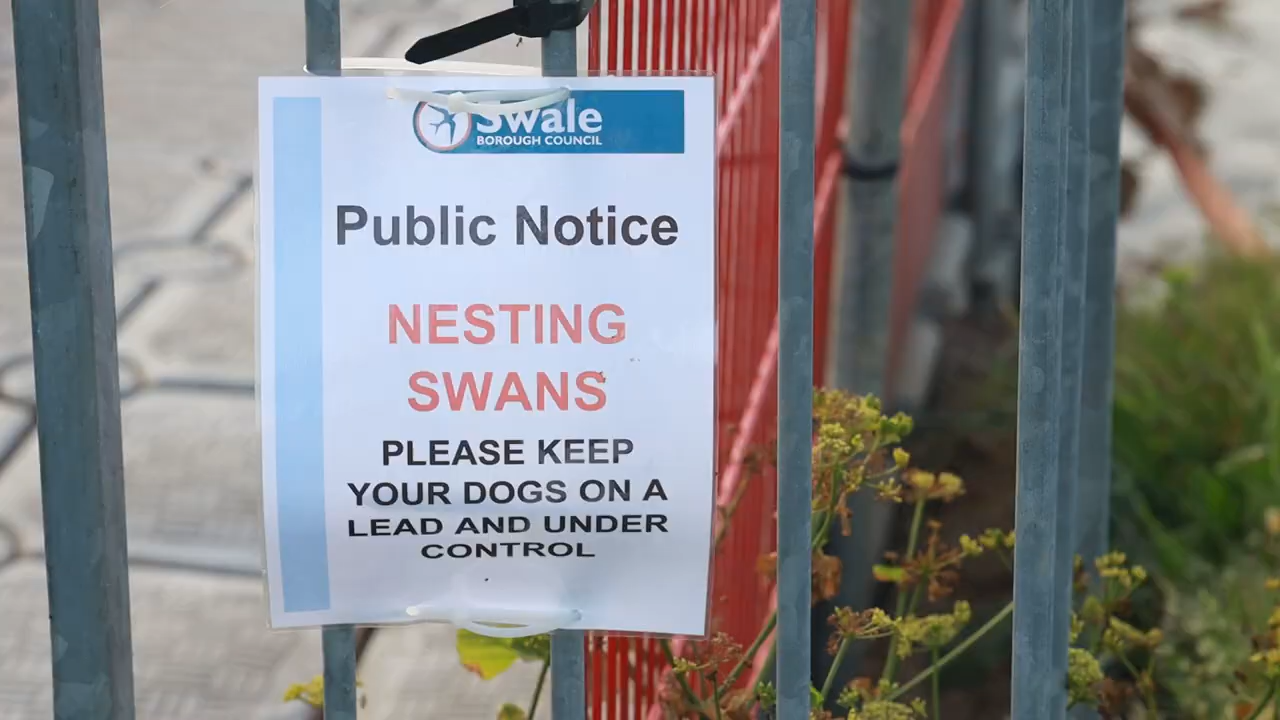 Swale
BOROUGH COUNCIL
Public Notice
NESTING
SWANS
PLEASE KEEP
YOUR DOGS ON A
LEAD AND UNDER
CONTROL